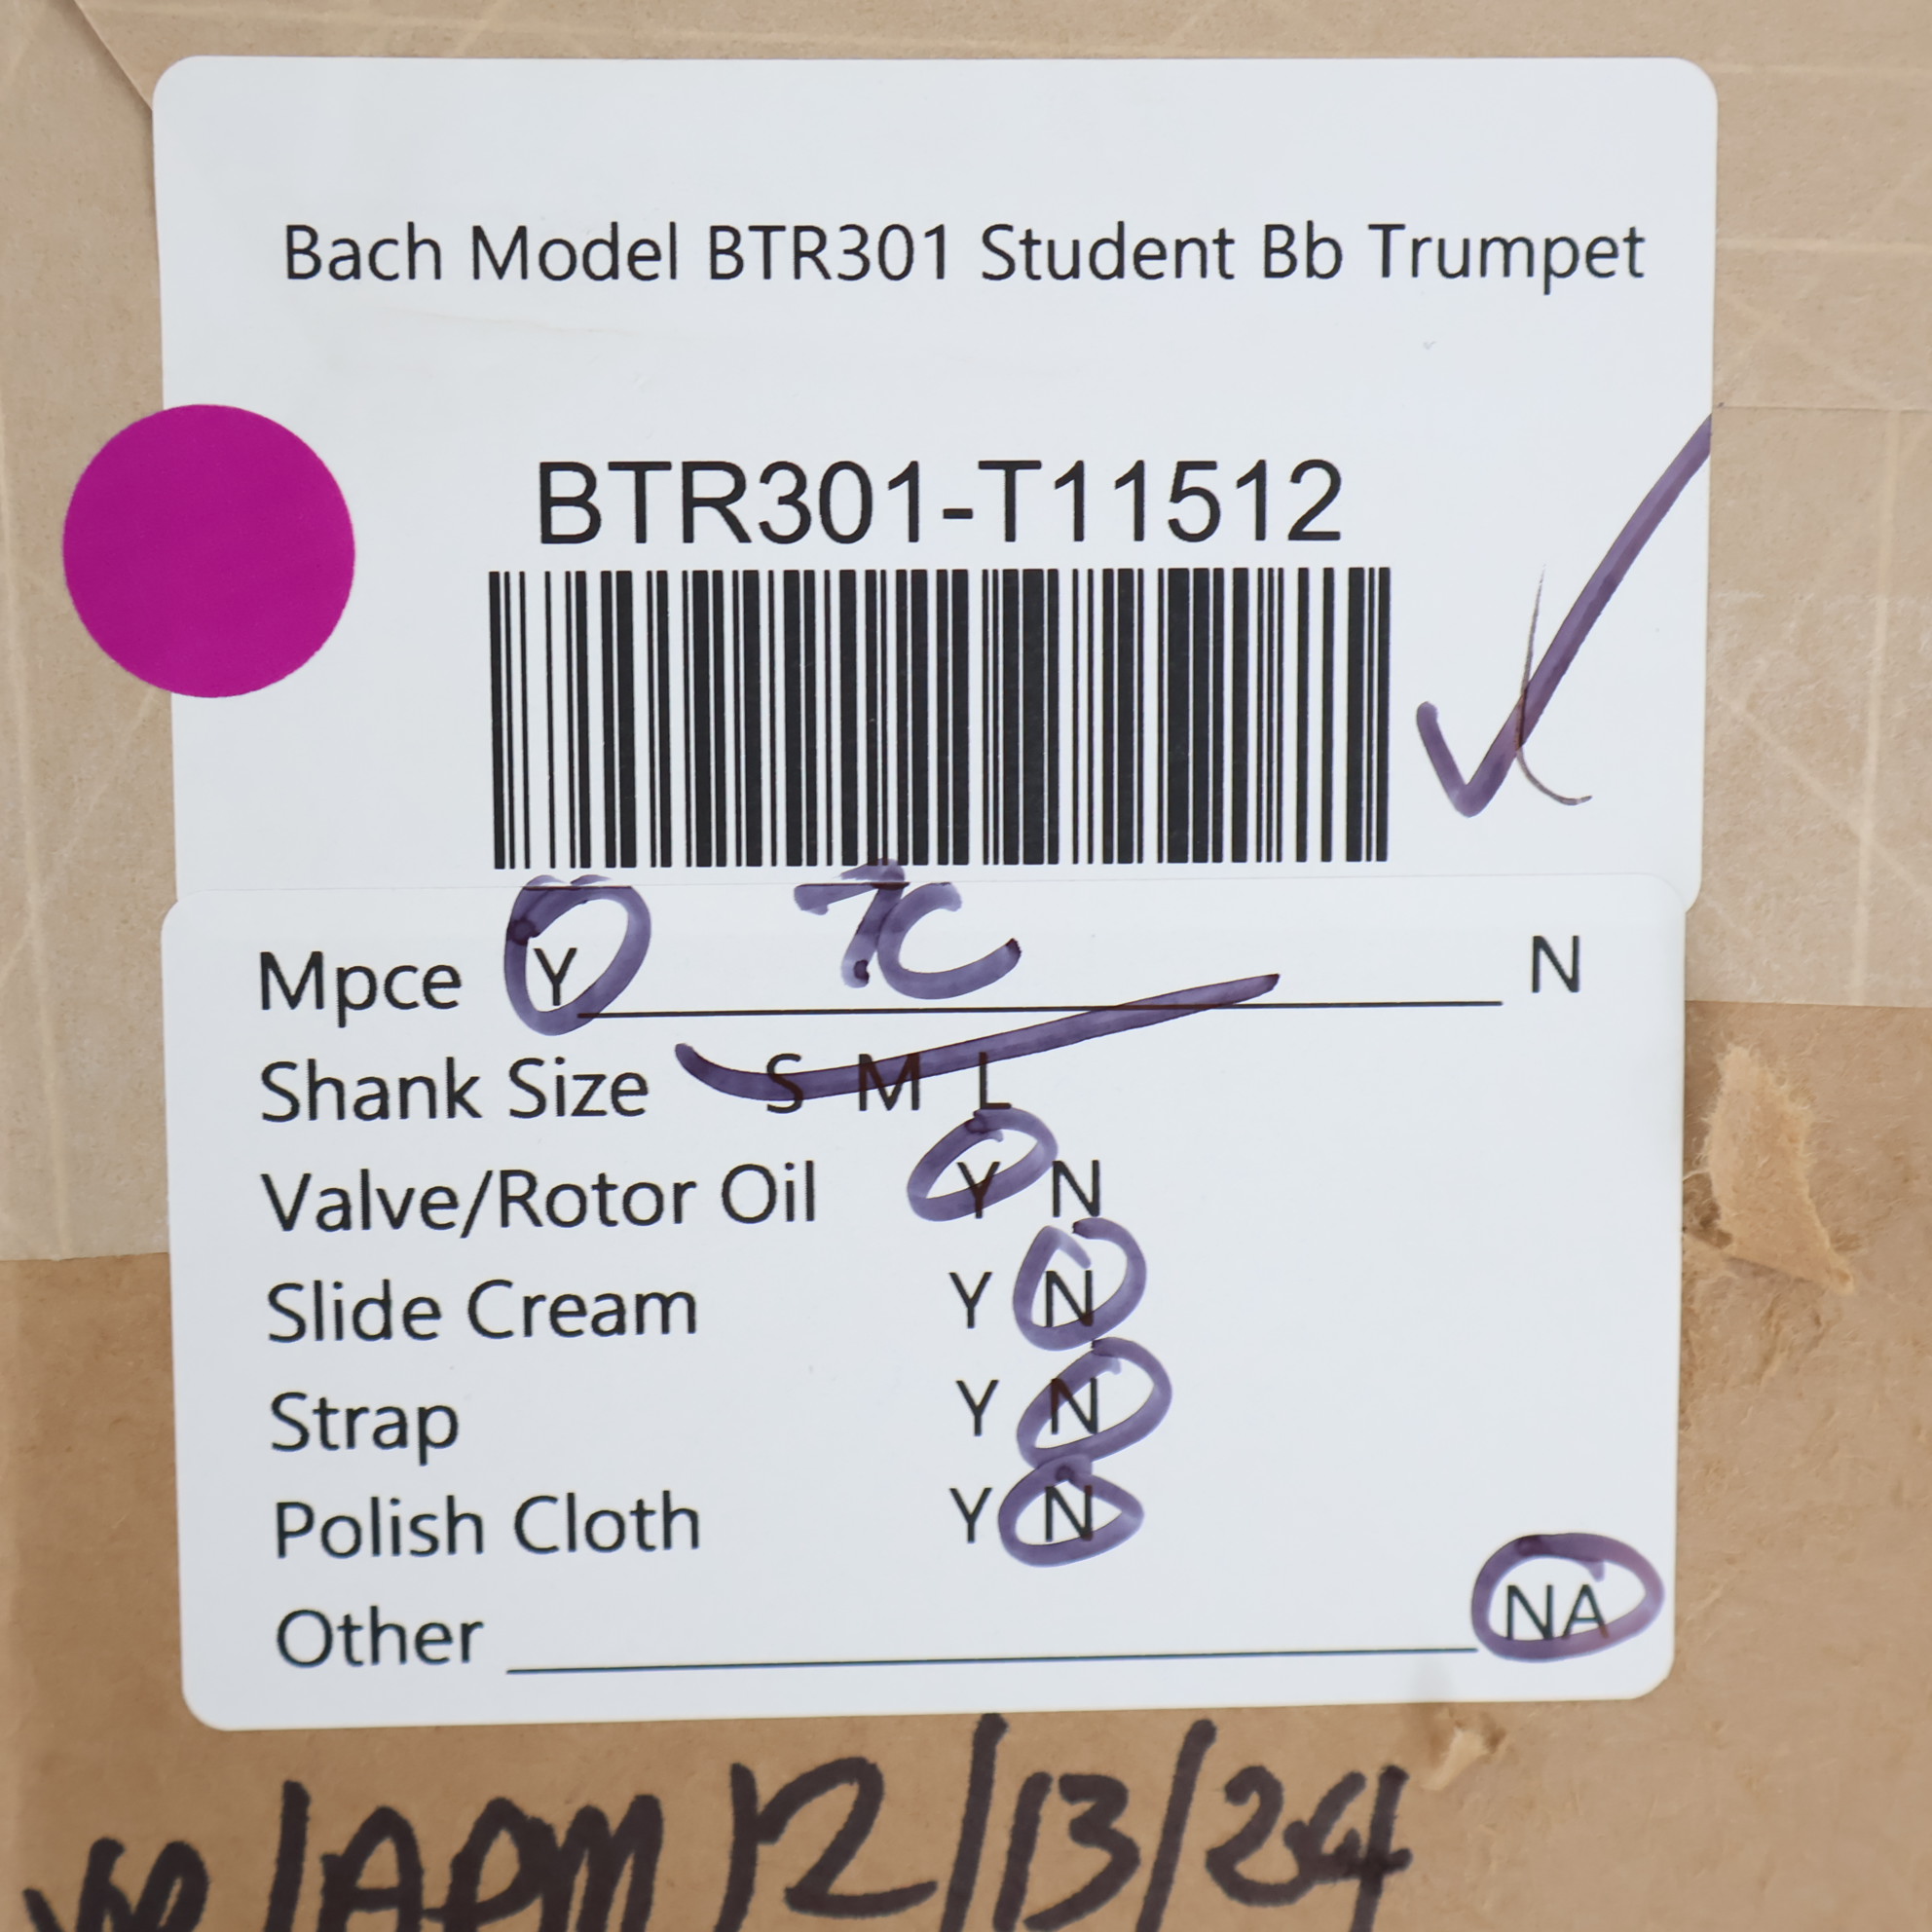 Bach Model BTR301 Student Bb Trumpet
BTR301-T11512
Mpce Y 7C N
Shank Size S M L
Valve/Rotor Oil Y N
Slide Cream Y N
Strap Y N
Polish Cloth Y N
Other NA
12/13/24